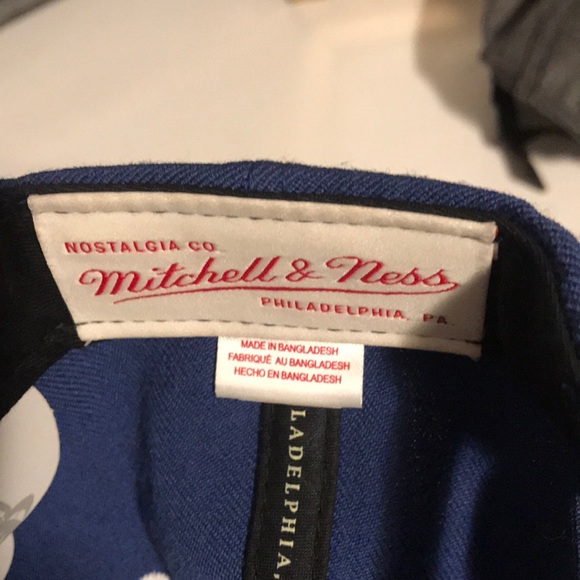 NOSTALGIA CO.
Mitchell & Ness
PHILADELPHIA, PA.
MADE IN BANGLADESH
FABRIQUÉ AU BANGLADESH
HECHO EN BANGLADESH
LADELPHIA,